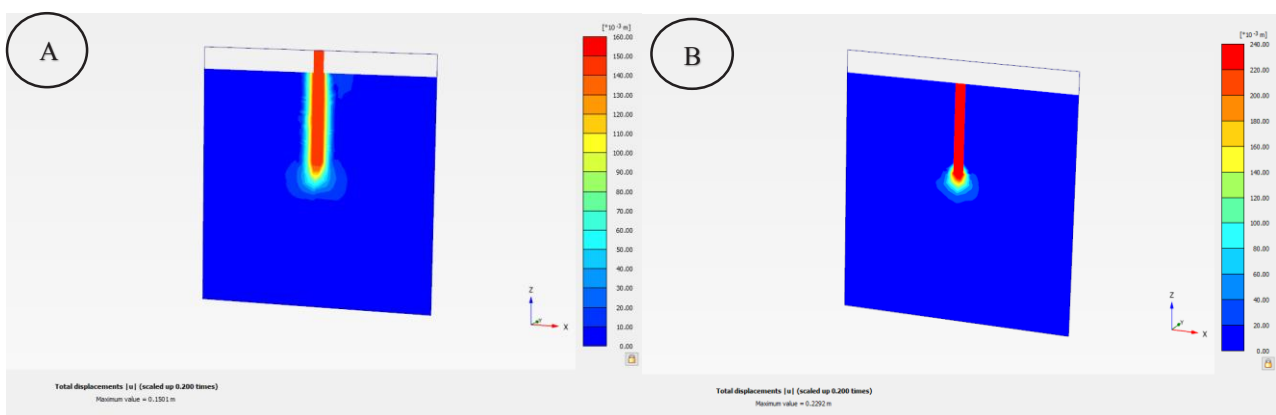 A
[*10 -3 m]
160.00
150.00
140.00
130.00
120.00
110.00
100.00
90.00
80.00
70.00
60.00
50.00
40.00
30.00
20.00
10.00
0.00
Z
Y
X
Total displacements |u| (scaled up 0.200 times)
Maximum value = 0.1501 m
B
[*10 -3 m]
240.00
220.00
200.00
180.00
160.00
140.00
120.00
100.00
80.00
60.00
40.00
20.00
0.00
Z
Y
X
Total displacements |u| (scaled up 0.200 times)
Maximum value = 0.2292 m